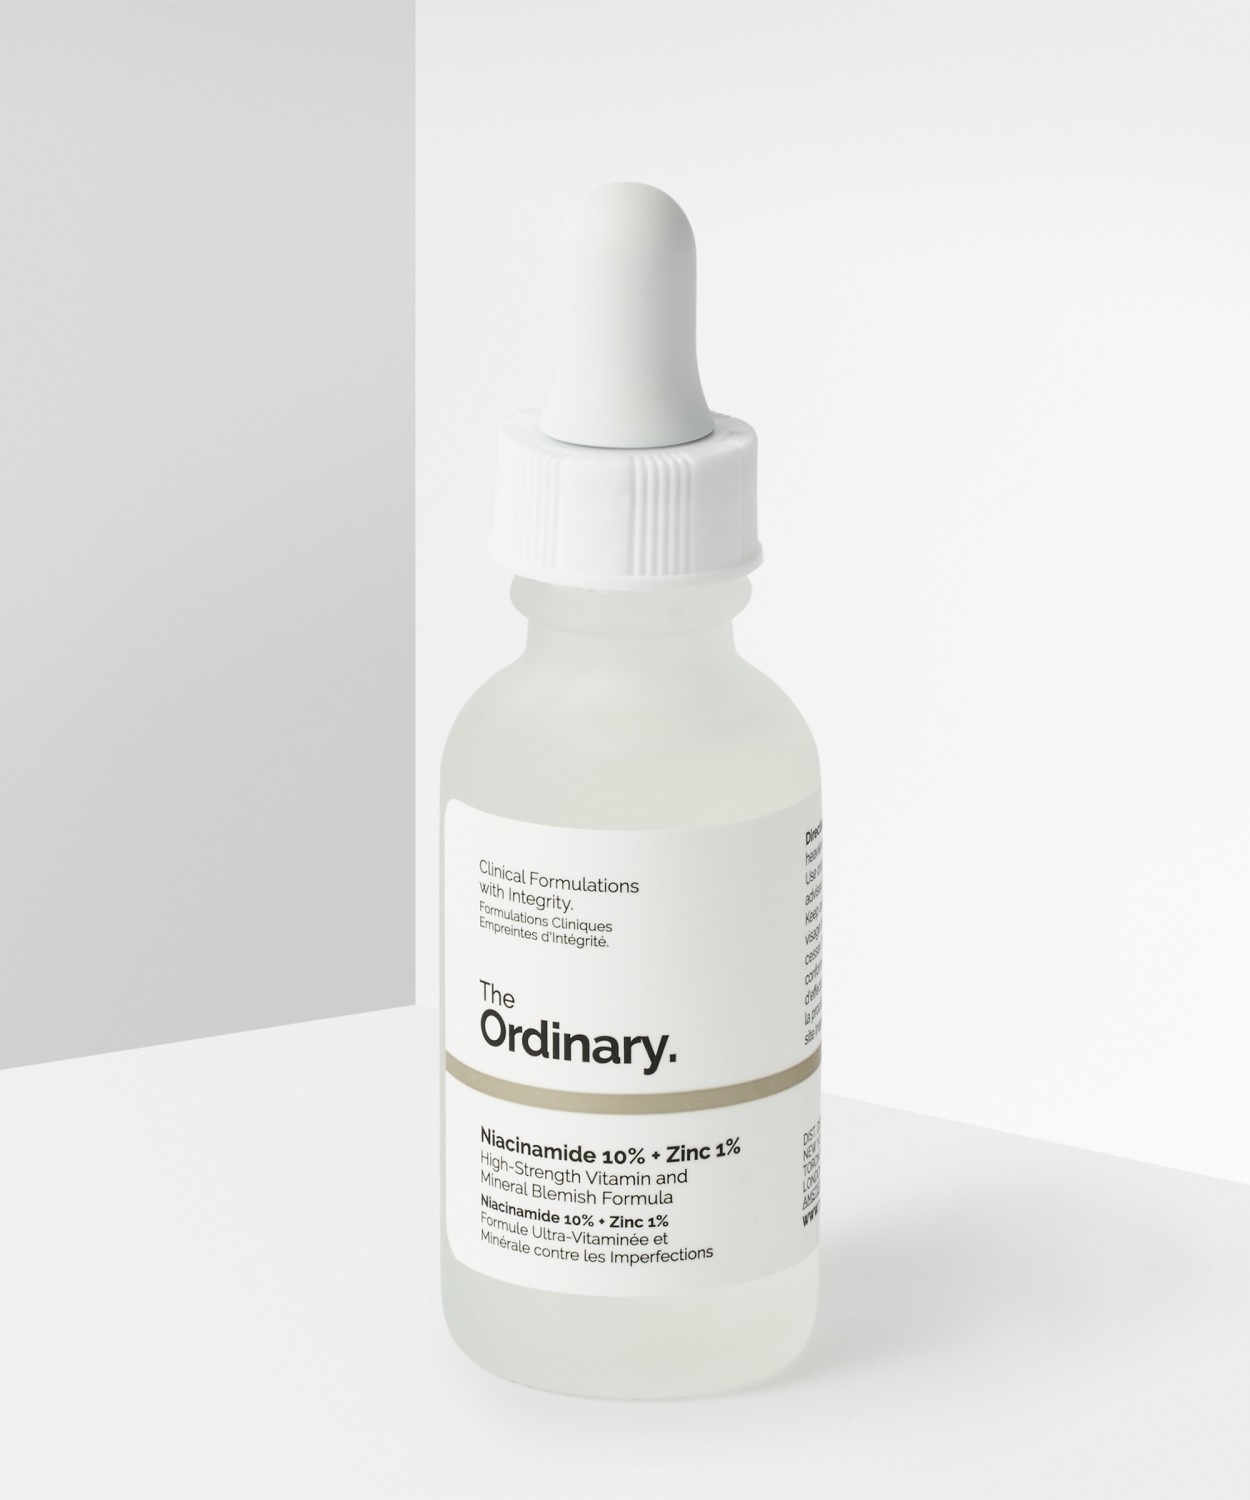 Clinical Formulations
with Integrity.
Formulations Cliniques
Empreintes d'Intégrité.
The
Ordinary.
Niacinamide 10% + Zinc 1%
High-Strength Vitamin and
Mineral Blemish Formula
Niacinamide 10% + Zinc 1%
Formule Ultra-Vitaminée et
Minérale contre les Imperfections